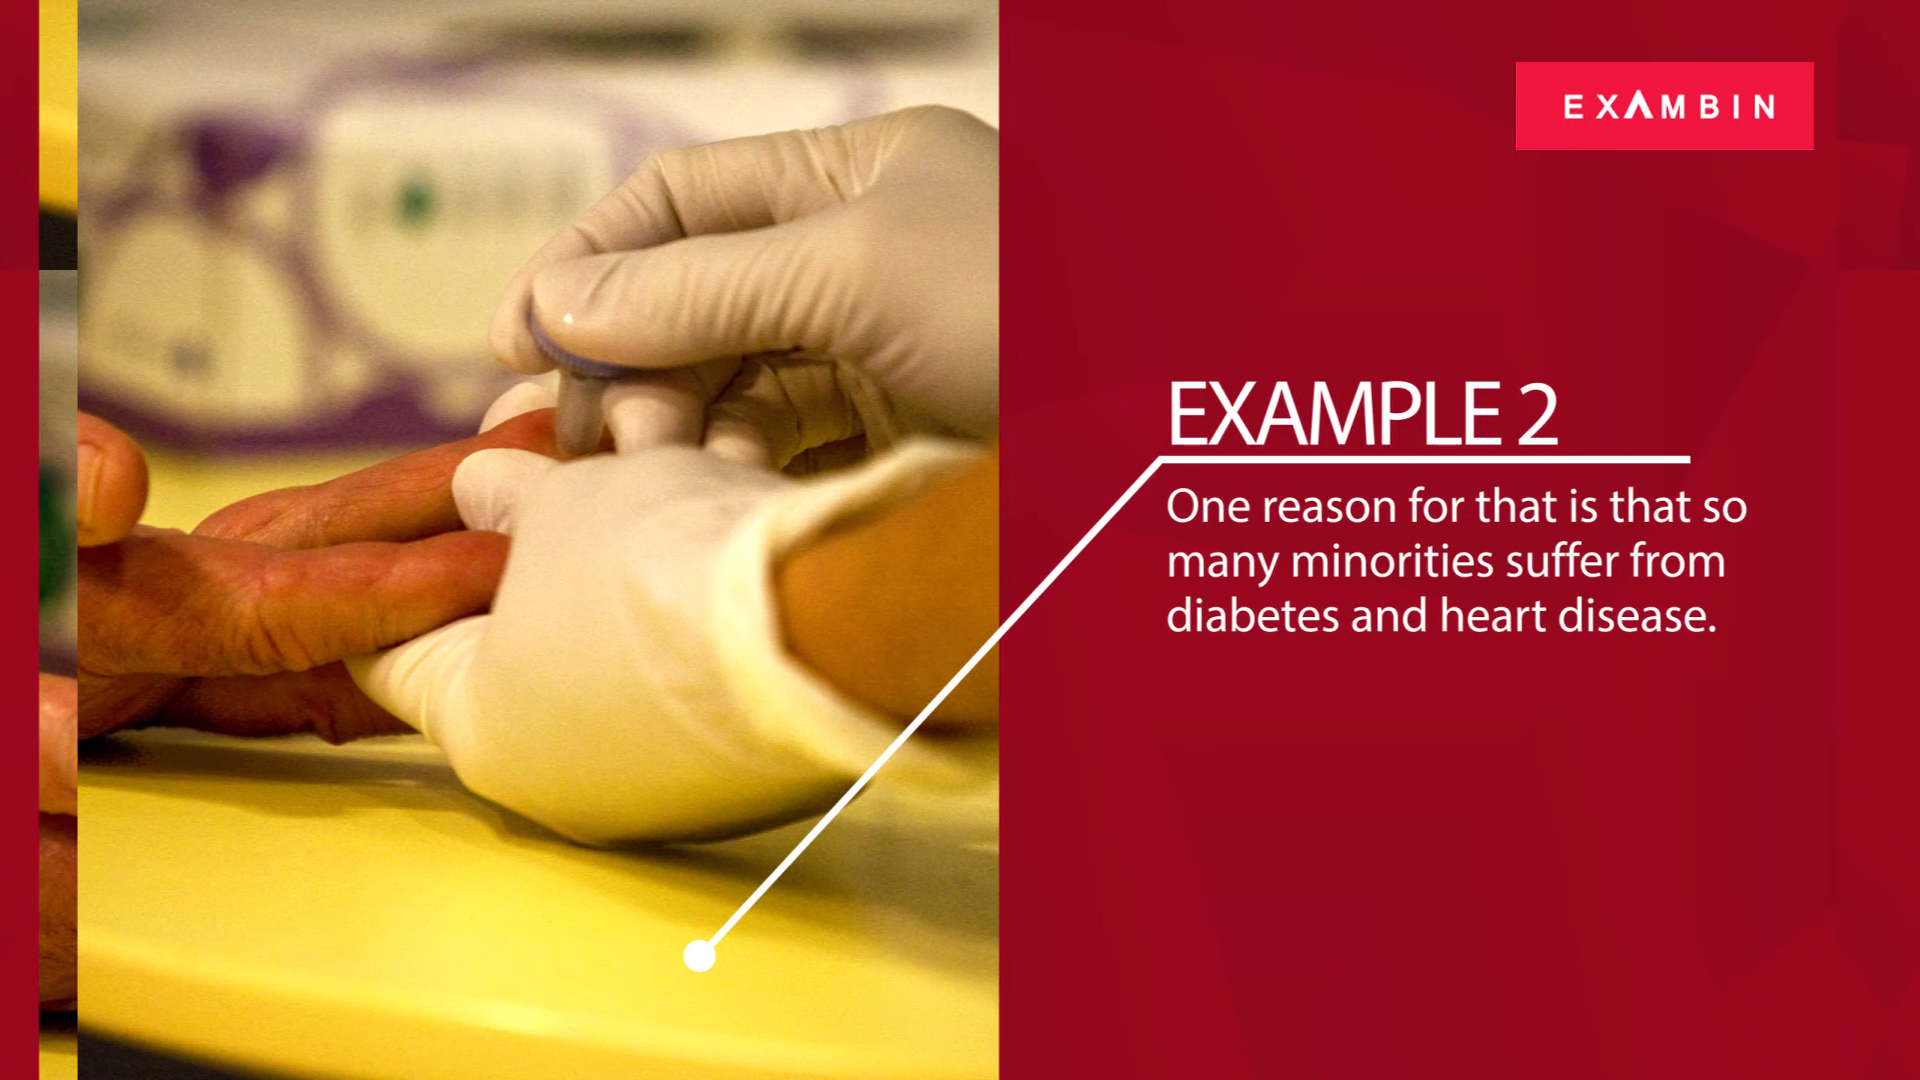 EXAMBIN
EXAMPLE 2
One reason for that is that so
many minorities suffer from
diabetes and heart disease.